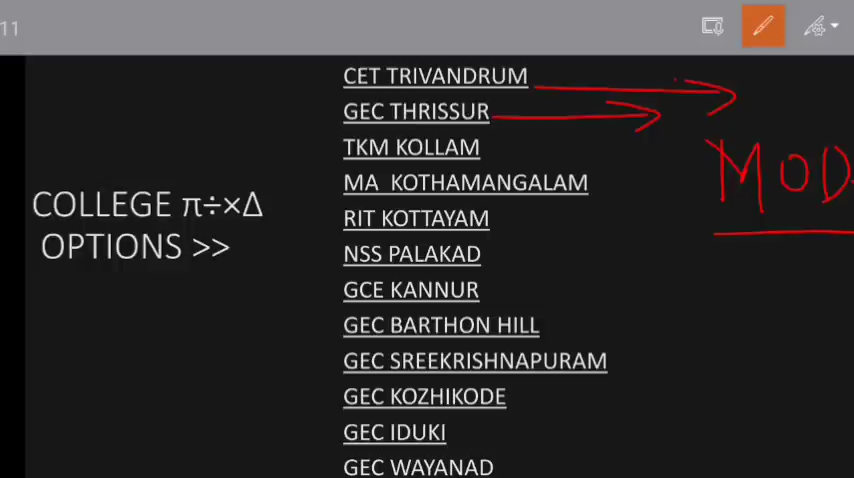 11
CET TRIVANDRUM
GEC THRISSUR
TKM KOLLAM
MA KOTHAMANGALAM
RIT KOTTAYAM
NSS PALAKAD
GCE KANNUR
GEC BARTHON HILL
GEC SREEKRISHNAPURAM
GEC KOZHIKODE
GEC IDUKI
GEC WAYANAD
COLLEGE π÷×Δ
OPTIONS >>
MOD